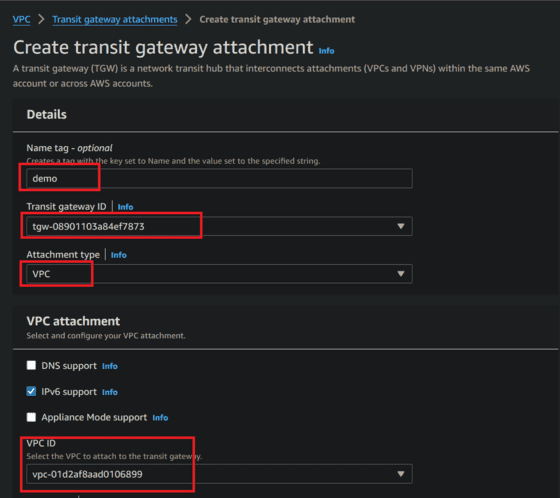 VPC > Transit gateway attachments > Create transit gateway attachment
Create transit gateway attachment Info
A transit gateway (TGW) is a network transit hub that interconnects attachments (VPCs and VPNs) within the same AWS
account or across AWS accounts.
Details
Name tag - optional
Creates a tag with the key set to Name and the value set to the specified string.
demo
Transit gateway ID | Info
tgw-08901103a84ef7873
Attachment type | Info
VPC
VPC attachment
Select and configure your VPC attachment.
DNS support Info
IPv6 support Info
Appliance Mode support Info
VPC ID
Select the VPC to attach to the transit gateway.
vpc-01d2af8aad0106899